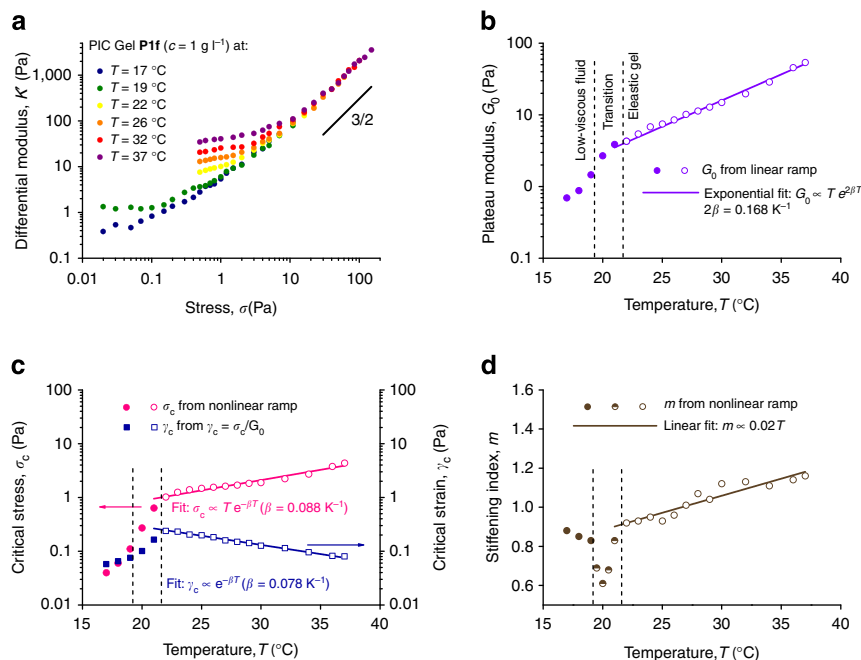 a
PIC Gel P1f (c = 1 g l⁻¹) at:
T = 17 °C
T = 19 °C
T = 22 °C
T = 26 °C
T = 32 °C
T = 37 °C
3/2
Differential modulus, K′ (Pa)
1,000
100
10
1
0.1
0.01
0.1
1
10
100
Stress, σ(Pa)
b
Plateau modulus, G₀ (Pa)
100
10
0
0.1
Low-viscous fluid
Transition
Eleastic gel
G₀ from linear ramp
Exponential fit: G₀ ∝ T e^2βT
2β = 0.168 K⁻¹
15
20
25
30
35
40
Temperature, T (°C)
c
Critical stress, σc (Pa)
100
10
1
0.1
0.01
σc from nonlinear ramp
γc from γc = σc/G₀
Fit: σc ∝ T e^−βT (β = 0.088 K⁻¹)
Fit: γc ∝ e^−βT (β = 0.078 K⁻¹)
100
10
1
0.1
0.01
Critical strain, γc (Pa)
15
20
25
30
35
40
Temperature, T (°C)
d
Stiffening index, m
1.6
1.4
1.2
1.0
0.8
0.6
m from nonlinear ramp
Linear fit: m ∝ 0.02T
15
20
25
30
35
40
Temperature, T (°C)